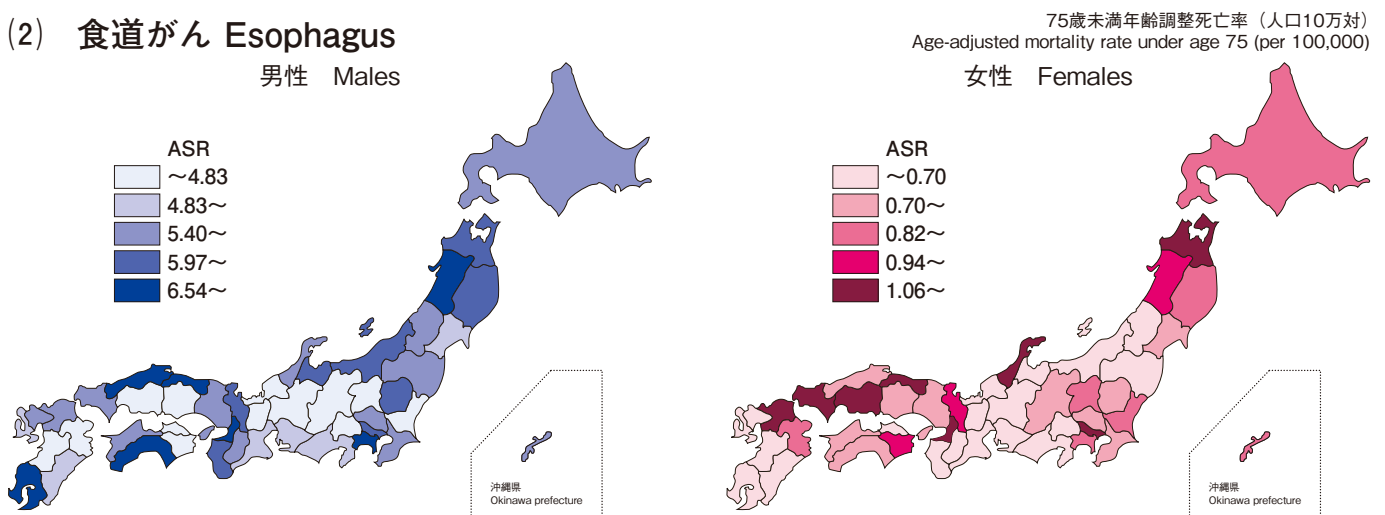 (2) 食道がん Esophagus
75歳未満年齢調整死亡率（人口10万対）
Age-adjusted mortality rate under age 75 (per 100,000)
男性 Males
ASR
～4.83
4.83～
5.40～
5.97～
6.54～
沖縄県
Okinawa prefecture
女性 Females
ASR
～0.70
0.70～
0.82～
0.94～
1.06～
沖縄県
Okinawa prefecture